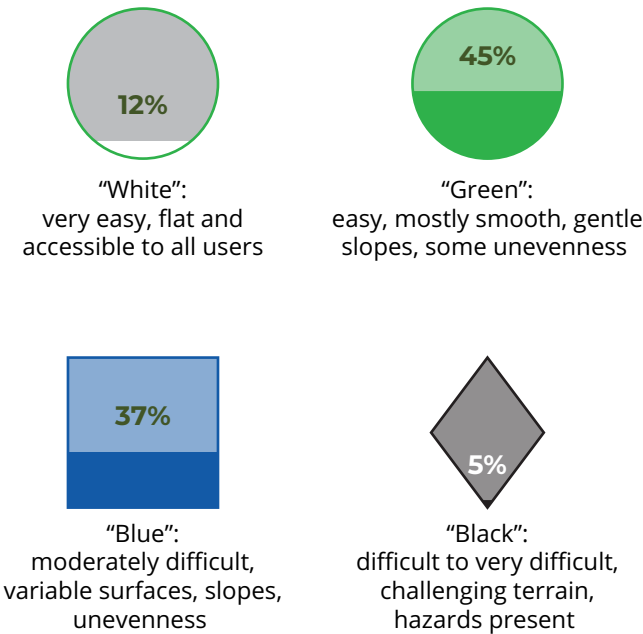 12%
“White”:
very easy, flat and
accessible to all users
45%
“Green”:
easy, mostly smooth, gentle
slopes, some unevenness
37%
“Blue”:
moderately difficult,
variable surfaces, slopes,
unevenness
5%
“Black”:
difficult to very difficult,
challenging terrain,
hazards present